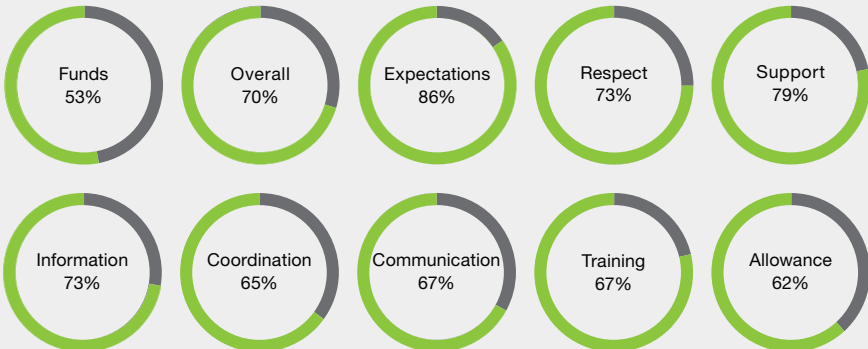 Funds
53%
Overall
70%
Expectations
86%
Respect
73%
Support
79%
Information
73%
Coordination
65%
Communication
67%
Training
67%
Allowance
62%